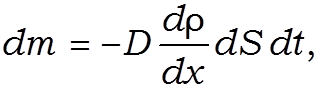 dm = −D dρ/dx dS dt,